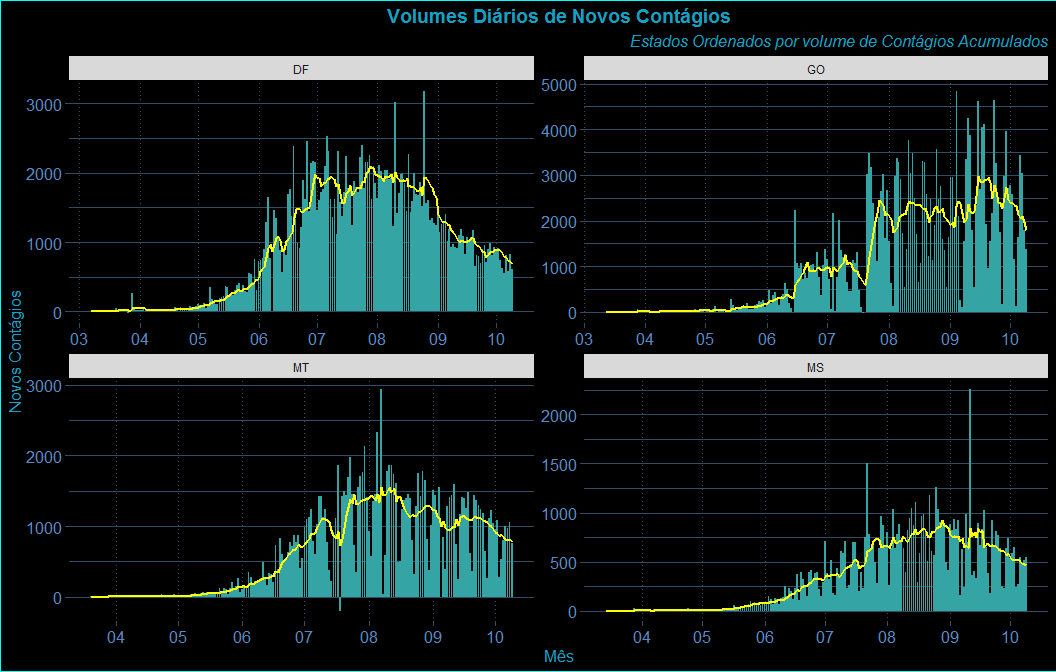 Volumes Diários de Novos Contágios
Estados Ordenados por volume de Contágios Acumulados
Novos Contágios
DF
3000
2000
1000
0
03 04 05 06 07 08 09 10
GO
5000
4000
3000
2000
1000
0
03 04 05 06 07 08 09 10
MT
3000
2000
1000
0
04 05 06 07 08 09 10
MS
2000
1500
1000
500
0
04 05 06 07 08 09 10
Mês